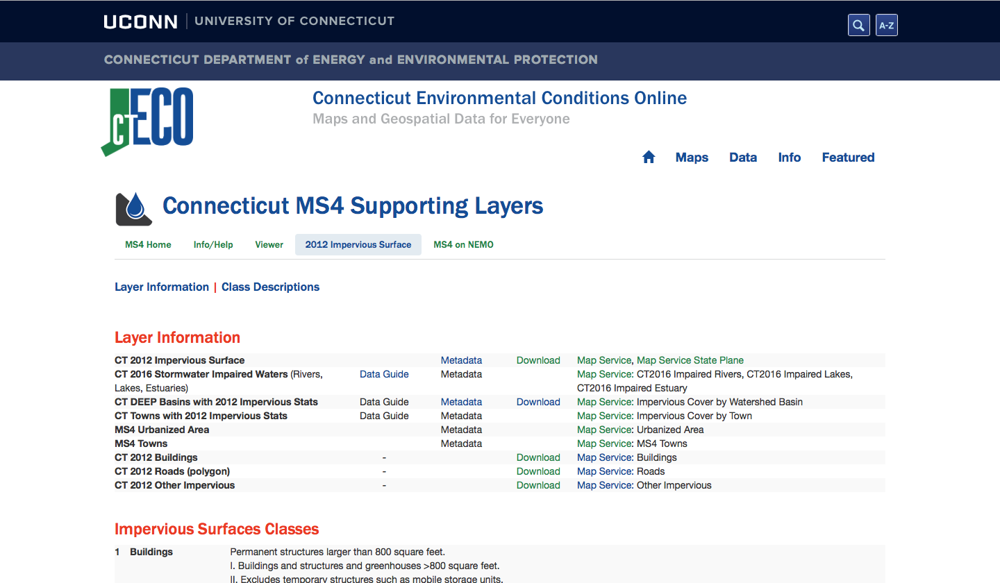 UCONN UNIVERSITY OF CONNECTICUT
A-Z
CONNECTICUT DEPARTMENT of ENERGY and ENVIRONMENTAL PROTECTION
CT ECO
Connecticut Environmental Conditions Online
Maps and Geospatial Data for Everyone
Maps Data Info Featured
Connecticut MS4 Supporting Layers
MS4 Home Info/Help Viewer 2012 Impervious Surface MS4 on NEMO
Layer Information | Class Descriptions
Layer Information
CT 2012 Impervious Surface Metadata Download Map Service, Map Service State Plane
CT 2016 Stormwater Impaired Waters (Rivers, Data Guide Metadata Map Service: CT2016 Impaired Rivers, CT2016 Impaired Lakes,
Lakes, Estuaries) CT2016 Impaired Estuary
CT DEEP Basins with 2012 Impervious Stats Data Guide Metadata Download Map Service: Impervious Cover by Watershed Basin
CT Towns with 2012 Impervious Stats Data Guide Metadata Map Service: Impervious Cover by Town
MS4 Urbanized Area Metadata Map Service: Urbanized Area
MS4 Towns Metadata Map Service: MS4 Towns
CT 2012 Buildings - Download Map Service: Buildings
CT 2012 Roads (polygon) - Download Map Service: Roads
CT 2012 Other Impervious - Download Map Service: Other Impervious
Impervious Surfaces Classes
1 Buildings Permanent structures larger than 800 square feet.
I. Buildings and structures and greenhouses >800 square feet.
II. Excludes temporary structures such as mobile storage units.